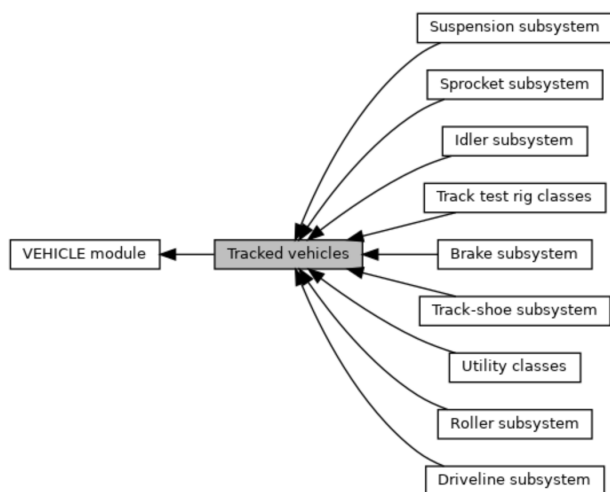 Suspension subsystem
Sprocket subsystem
Idler subsystem
Track test rig classes
VEHICLE module
Tracked vehicles
Brake subsystem
Track-shoe subsystem
Utility classes
Roller subsystem
Driveline subsystem